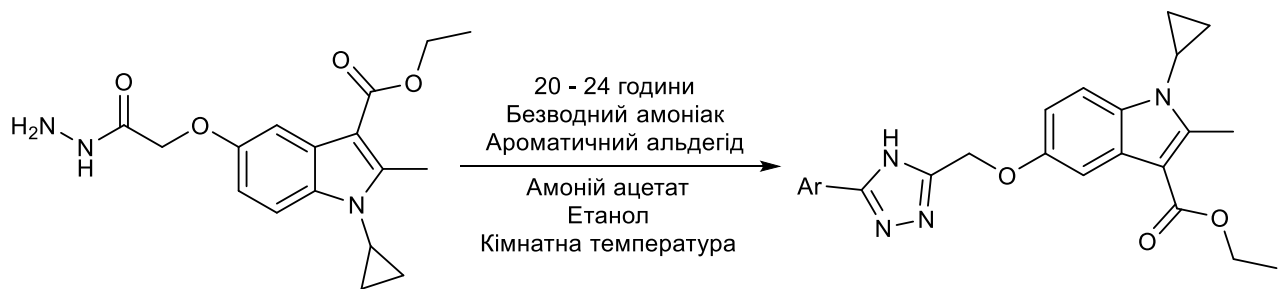 H₂N
N
H
O
O
O
O
N
20 - 24 години
Безводний амоніак
Ароматичний альдегід
Амоній ацетат
Етанол
Кімнатна температура
Ar
H
N
N
N
O
N
O
O